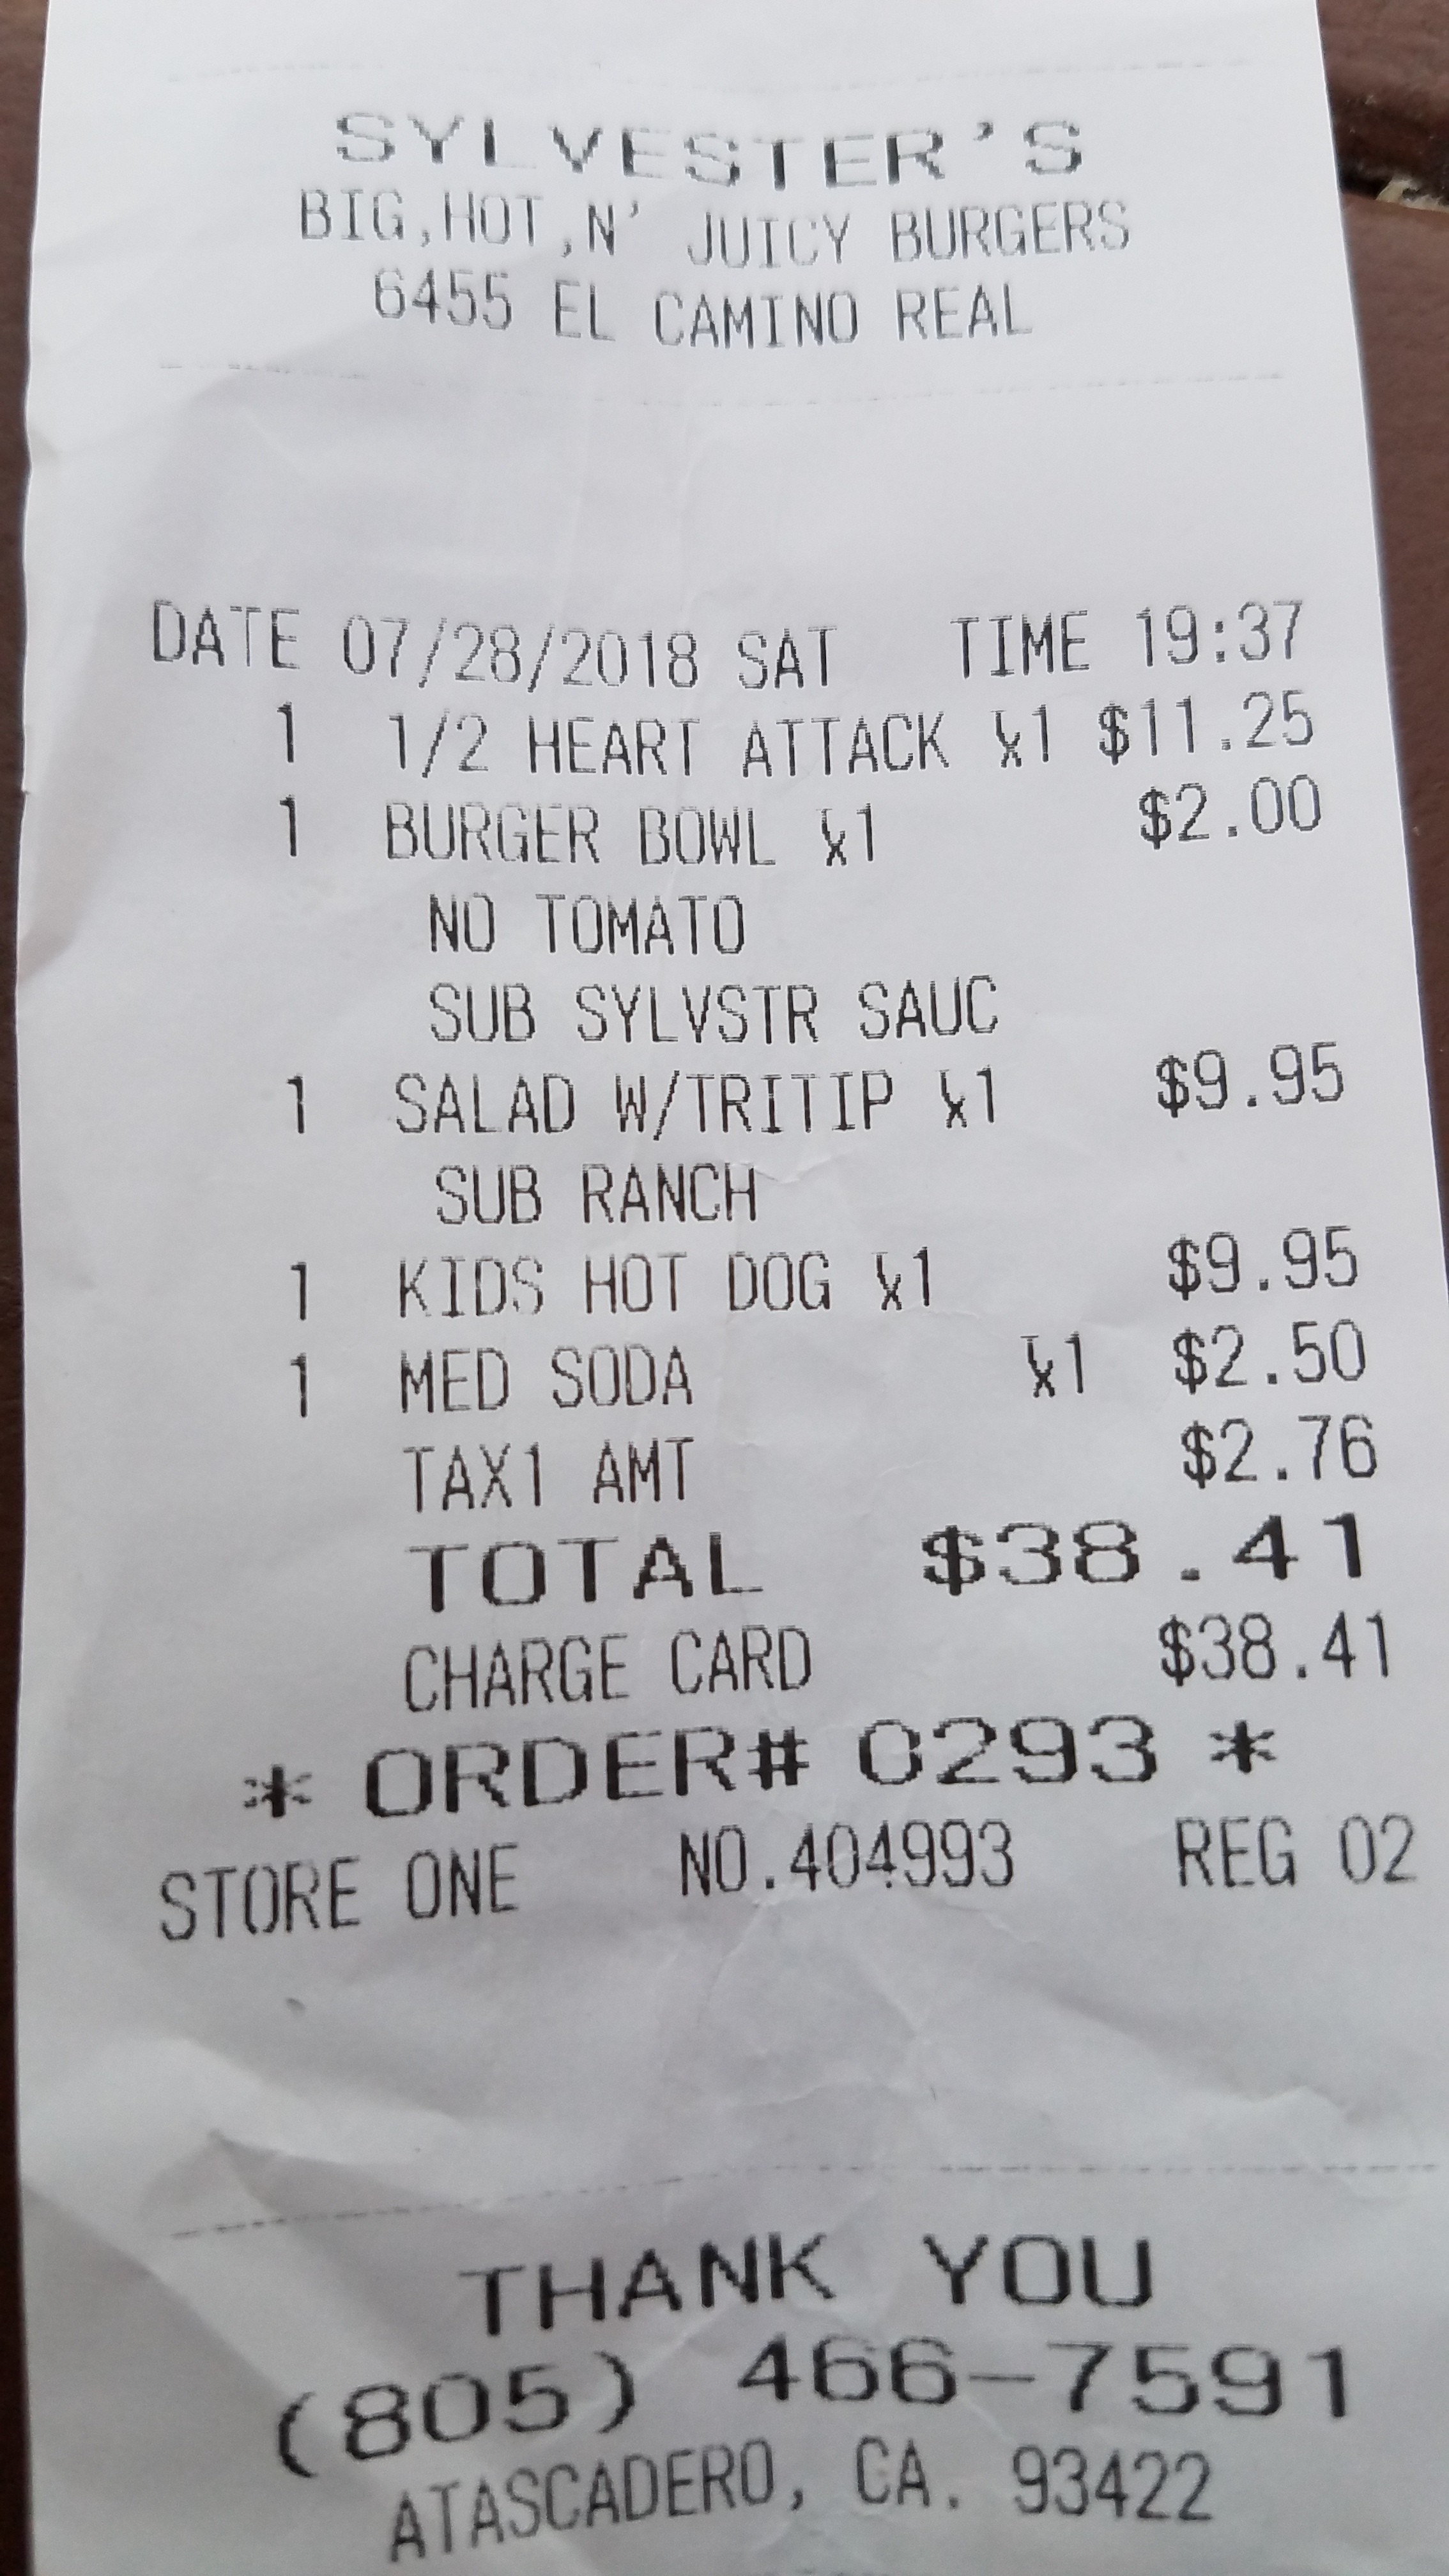 SYLVESTER'S
BIG,HOT,N' JUICY BURGERS
6455 EL CAMINO REAL
DATE 07/28/2018 SAT TIME 19:37
1 1/2 HEART ATTACK x1 $11.25
1 BURGER BOWL x1 $2.00
NO TOMATO
SUB SYLVSTR SAUC
1 SALAD W/TRITIP x1 $9.95
SUB RANCH
1 KIDS HOT DOG x1 $9.95
1 MED SODA x1 $2.50
TAX1 AMT $2.76
TOTAL $38.41
CHARGE CARD $38.41
* ORDER# 0293 *
STORE ONE NO.404993 REG 02
THANK YOU
(805) 466-7591
ATASCADERO, CA. 93422